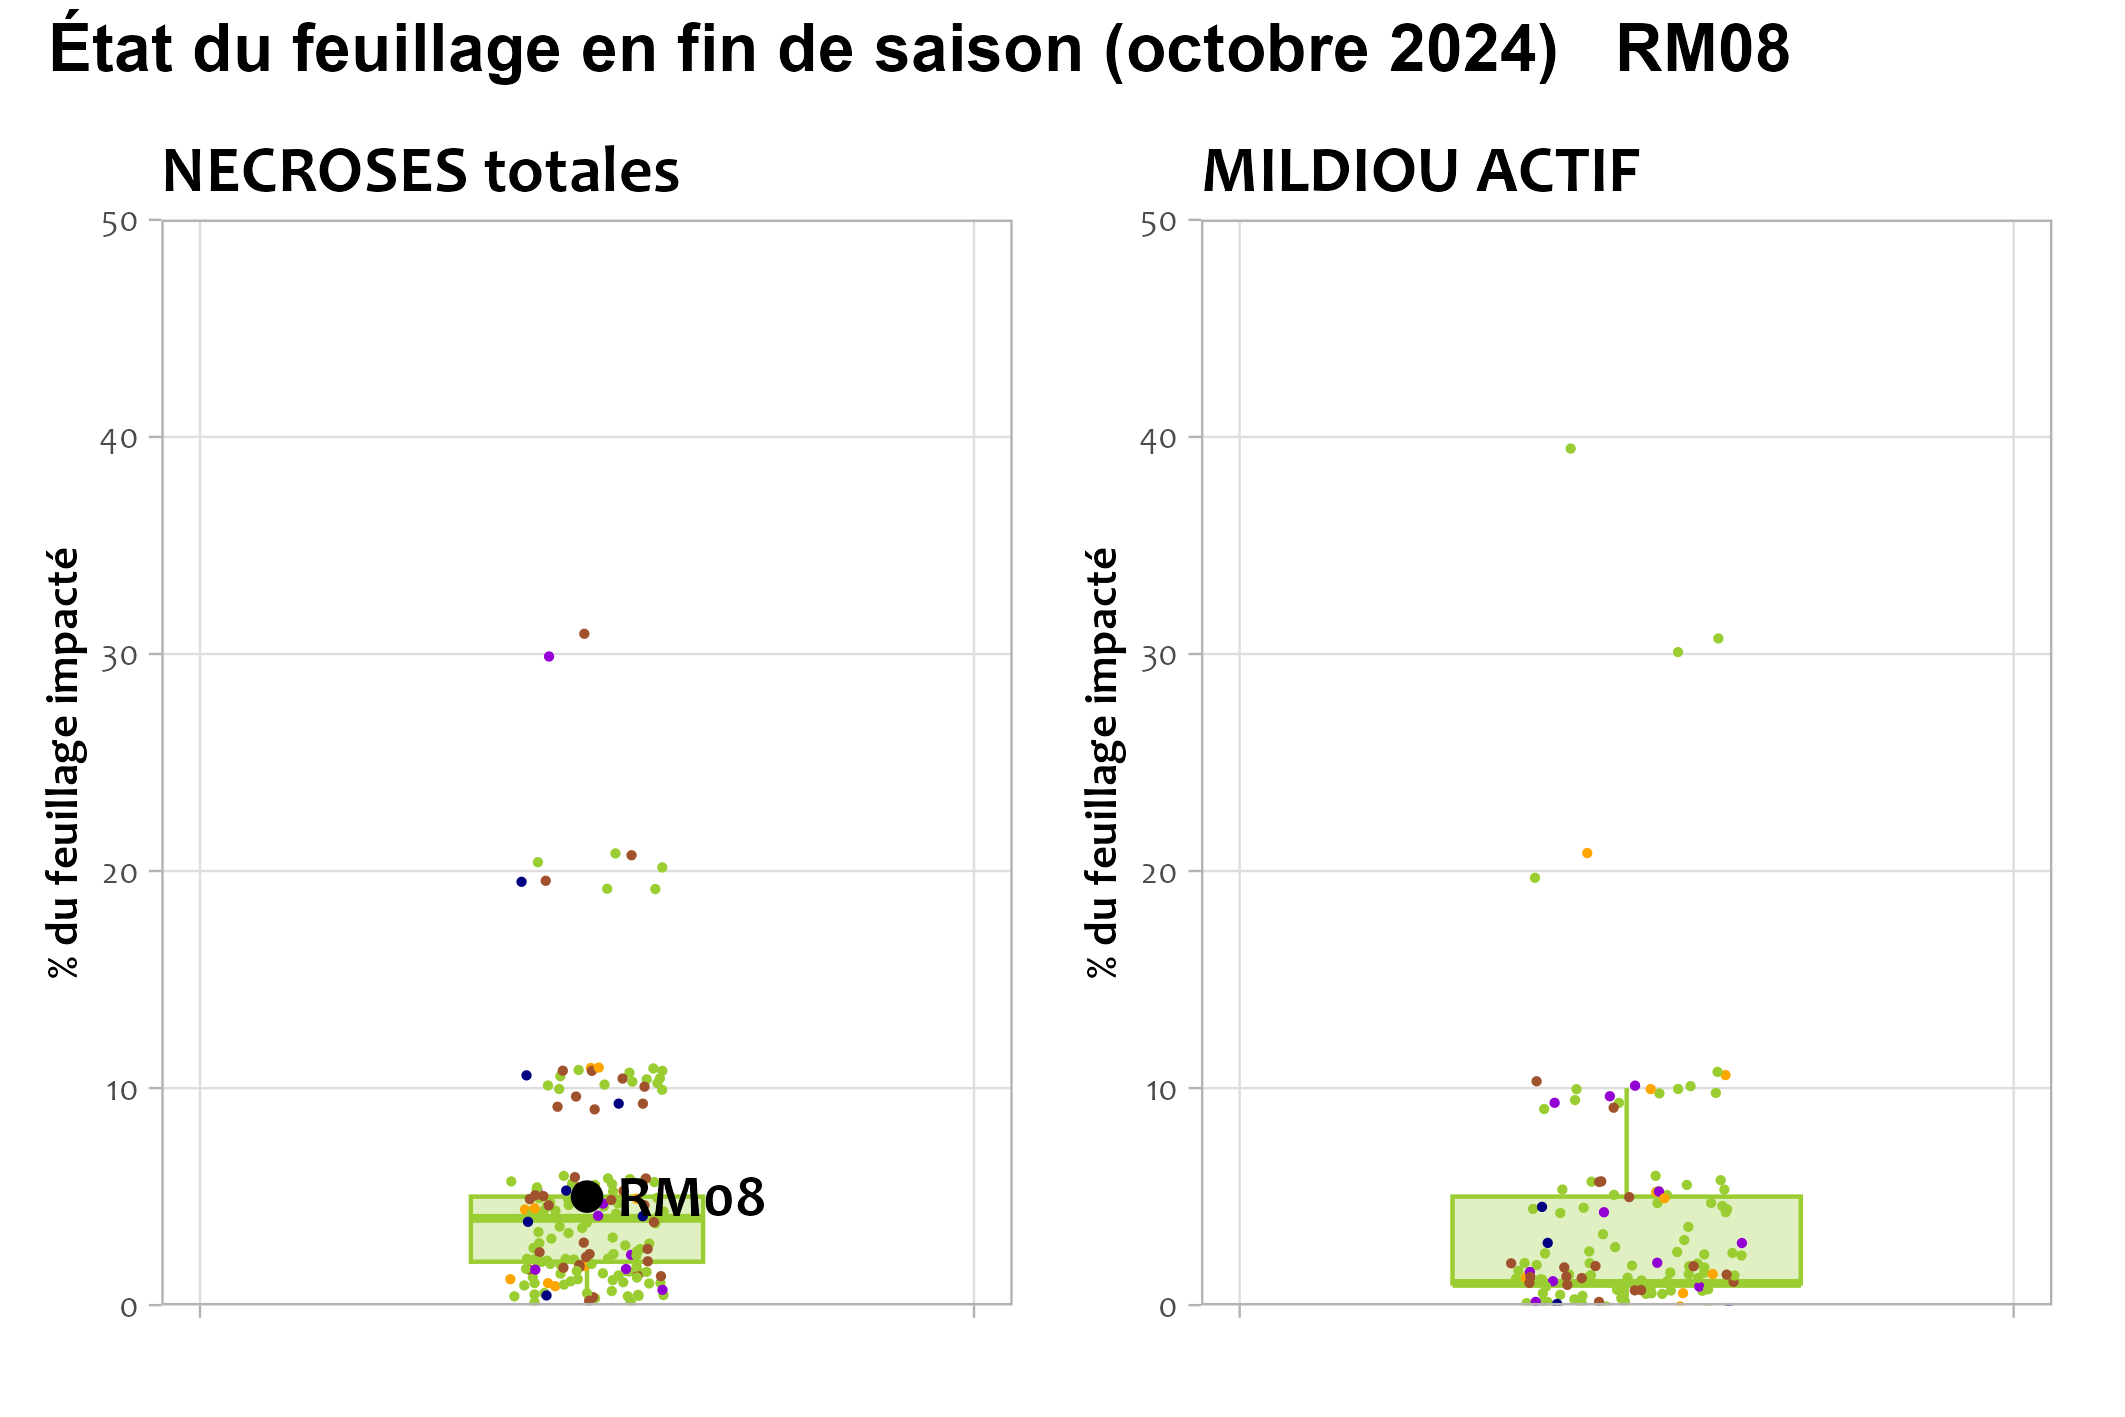 État du feuillage en fin de saison (octobre 2024) RM08
NECROSES totales
MILDIOU ACTIF
% du feuillage impacté
50
40
30
20
10
0
RM08
% du feuillage impacté
50
40
30
20
10
0